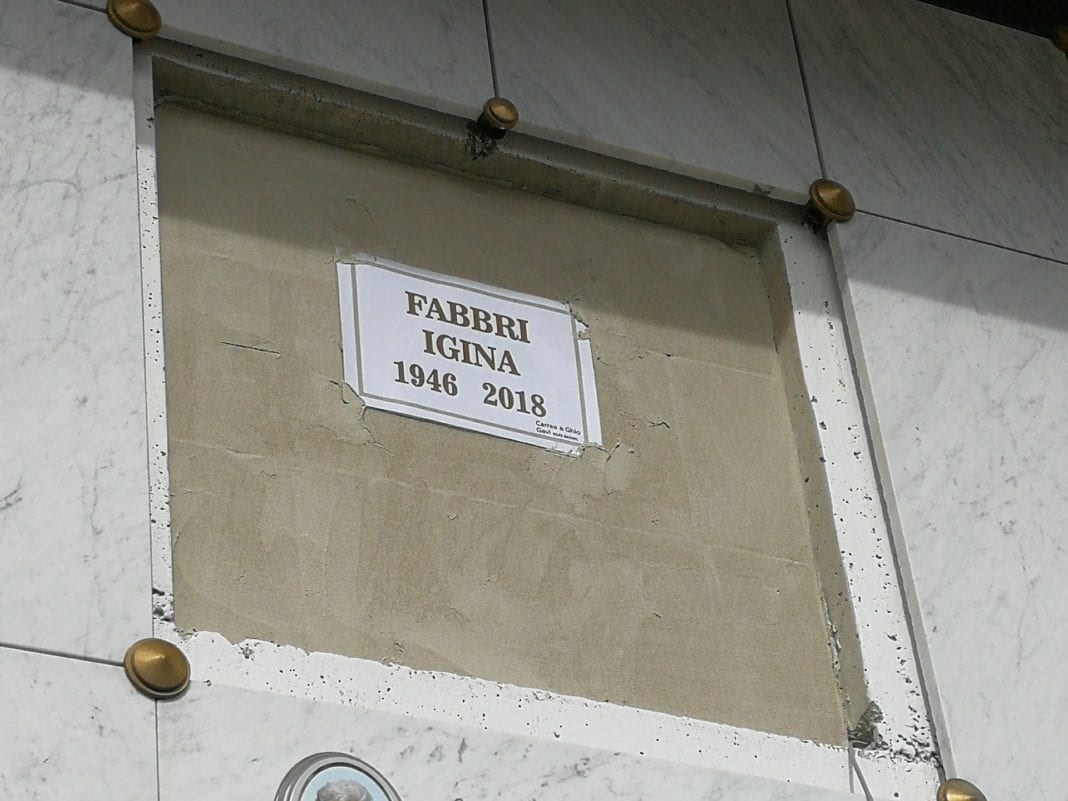 FABBRI
IGINA
1946 2018
Carrea e Ghio
Gavi